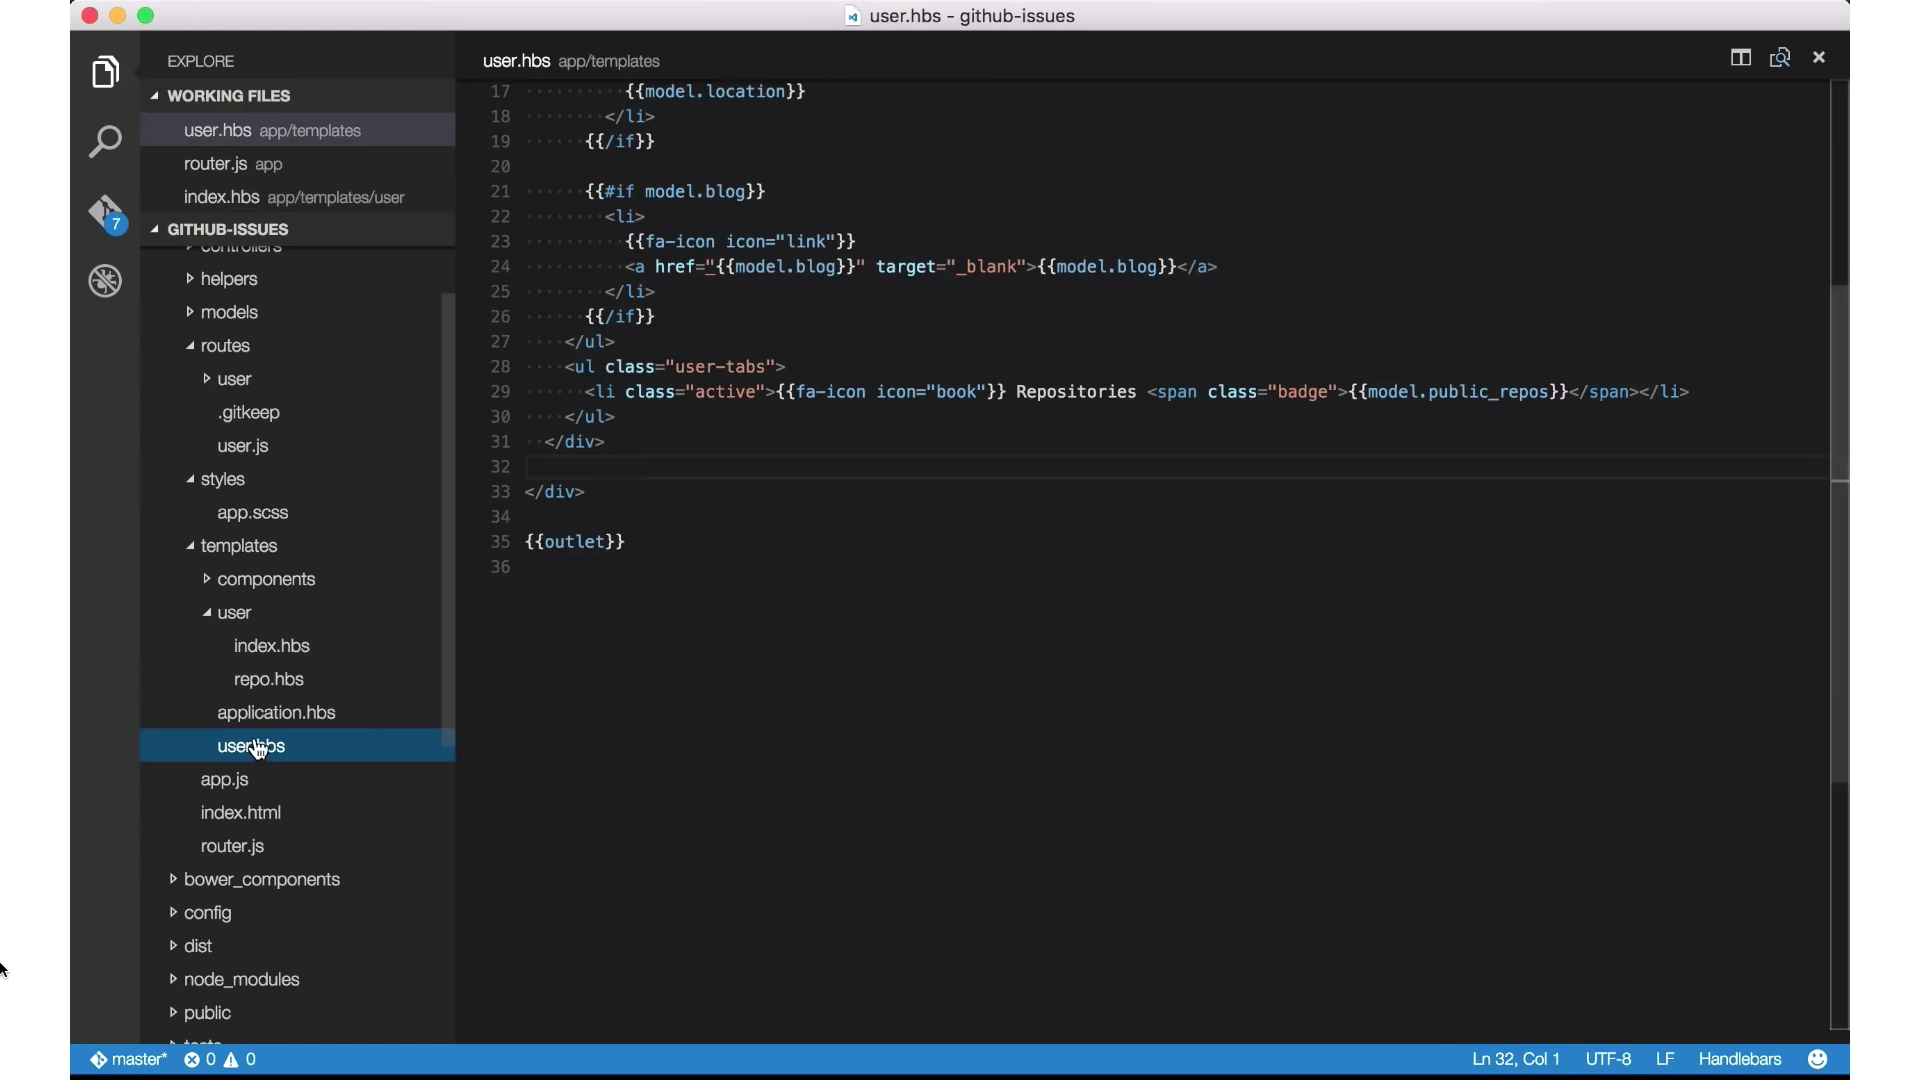 user.hbs - github-issues
EXPLORE
WORKING FILES
user.hbs app/templates
router.js app
index.hbs app/templates/user
GITHUB-ISSUES
controllers
helpers
models
routes
user
.gitkeep
user.js
styles
app.scss
templates
components
user
index.hbs
repo.hbs
application.hbs
user.hbs
app.js
index.html
router.js
bower_components
config
dist
node_modules
public
tests
7
user.hbs app/templates
17 {{model.location}}
18 </li>
19 {{/if}}
20
21 {{#if model.blog}}
22 <li>
23 {{fa-icon icon="link"}}
24 <a href="{{model.blog}}" target="_blank">{{model.blog}}</a>
25 </li>
26 {{/if}}
27 </ul>
28 <ul class="user-tabs">
29 <li class="active">{{fa-icon icon="book"}} Repositories <span class="badge">{{model.public_repos}}</span></li>
30 </ul>
31 </div>
32
33 </div>
34
35 {{outlet}}
36
master* 0 0
Ln 32, Col 1 UTF-8 LF Handlebars